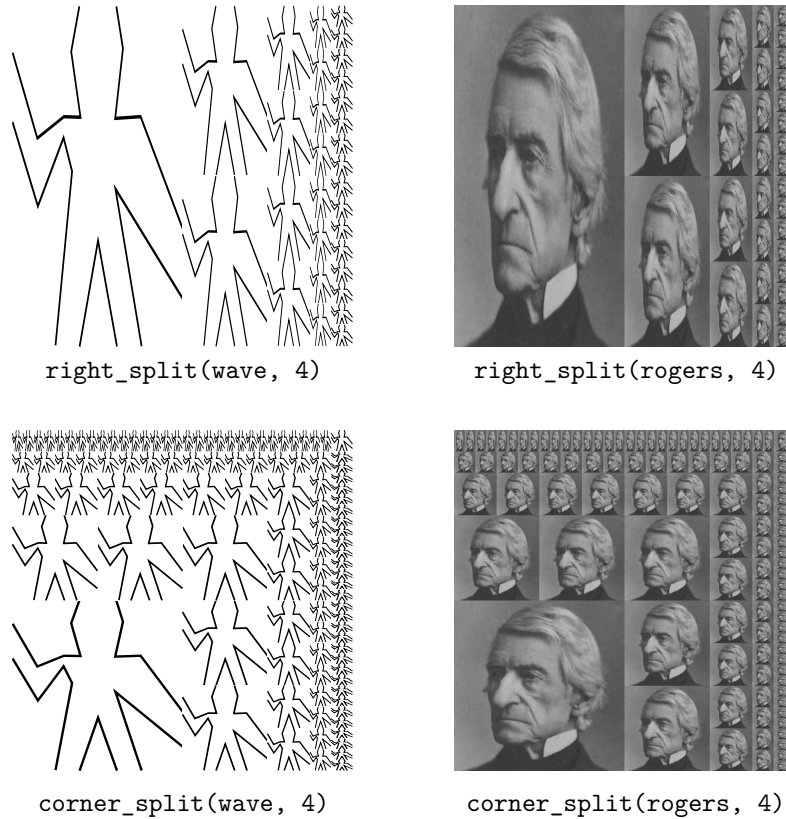 right_split(wave, 4)
right_split(rogers, 4)
corner_split(wave, 4)
corner_split(rogers, 4)